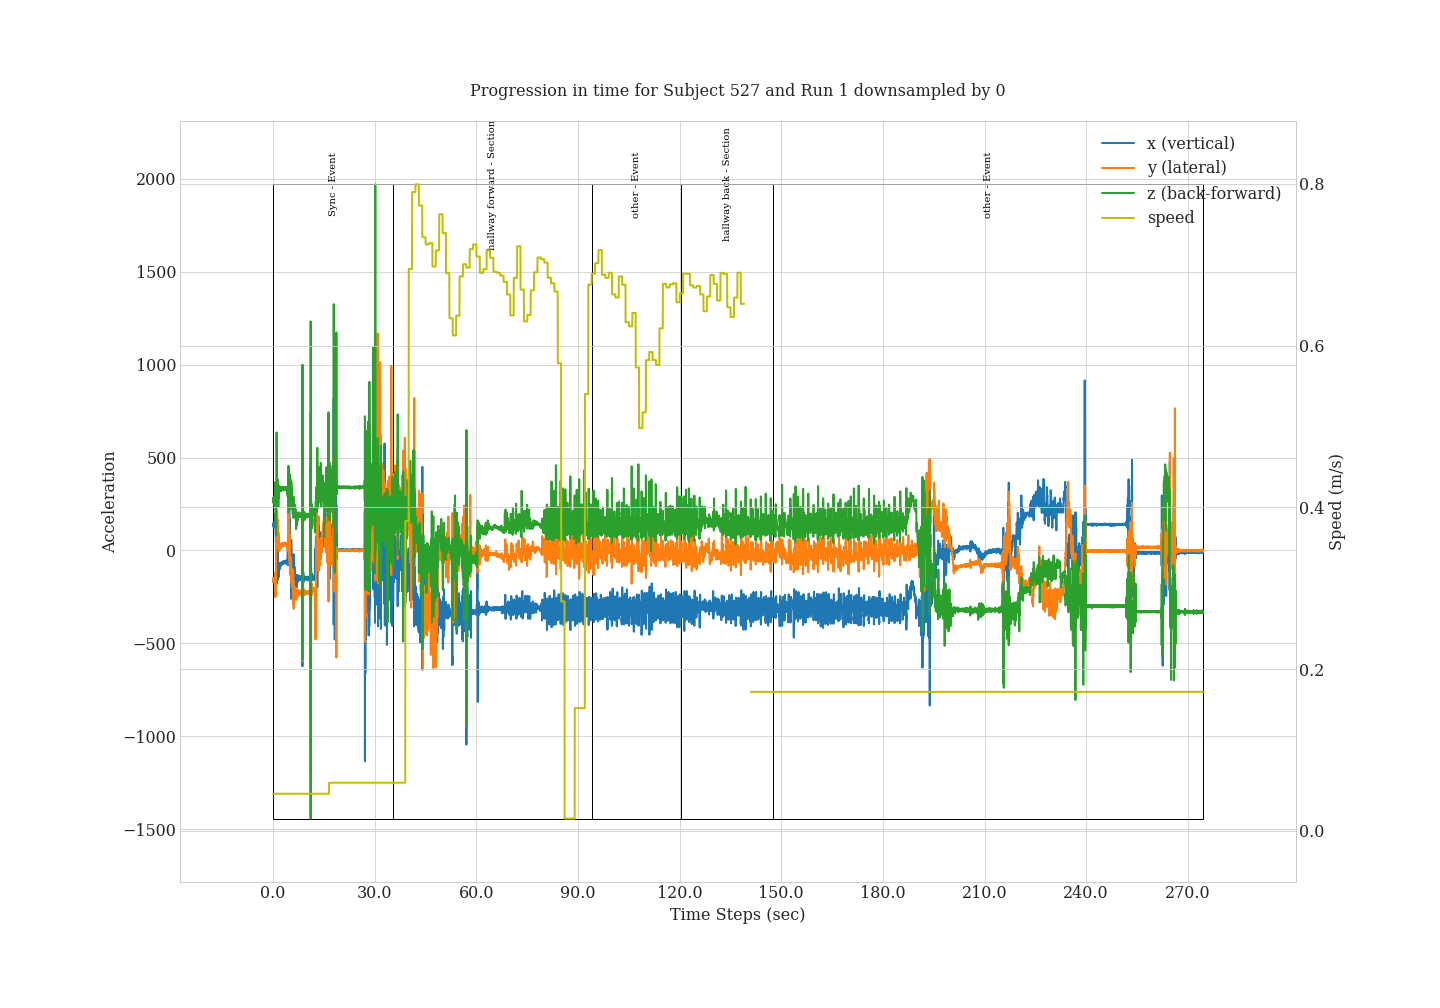 Progression in time for Subject 527 and Run 1 downsampled by 0
Sync - Event
hallway forward - Section
other - Event
hallway back - Section
other - Event
x (vertical)
y (lateral)
z (back-forward)
speed
2000
1500
1000
500
0
−500
−1000
−1500
Acceleration
0.8
0.6
0.4
0.2
0.0
Speed (m/s)
0.0 30.0 60.0 90.0 120.0 150.0 180.0 210.0 240.0 270.0
Time Steps (sec)